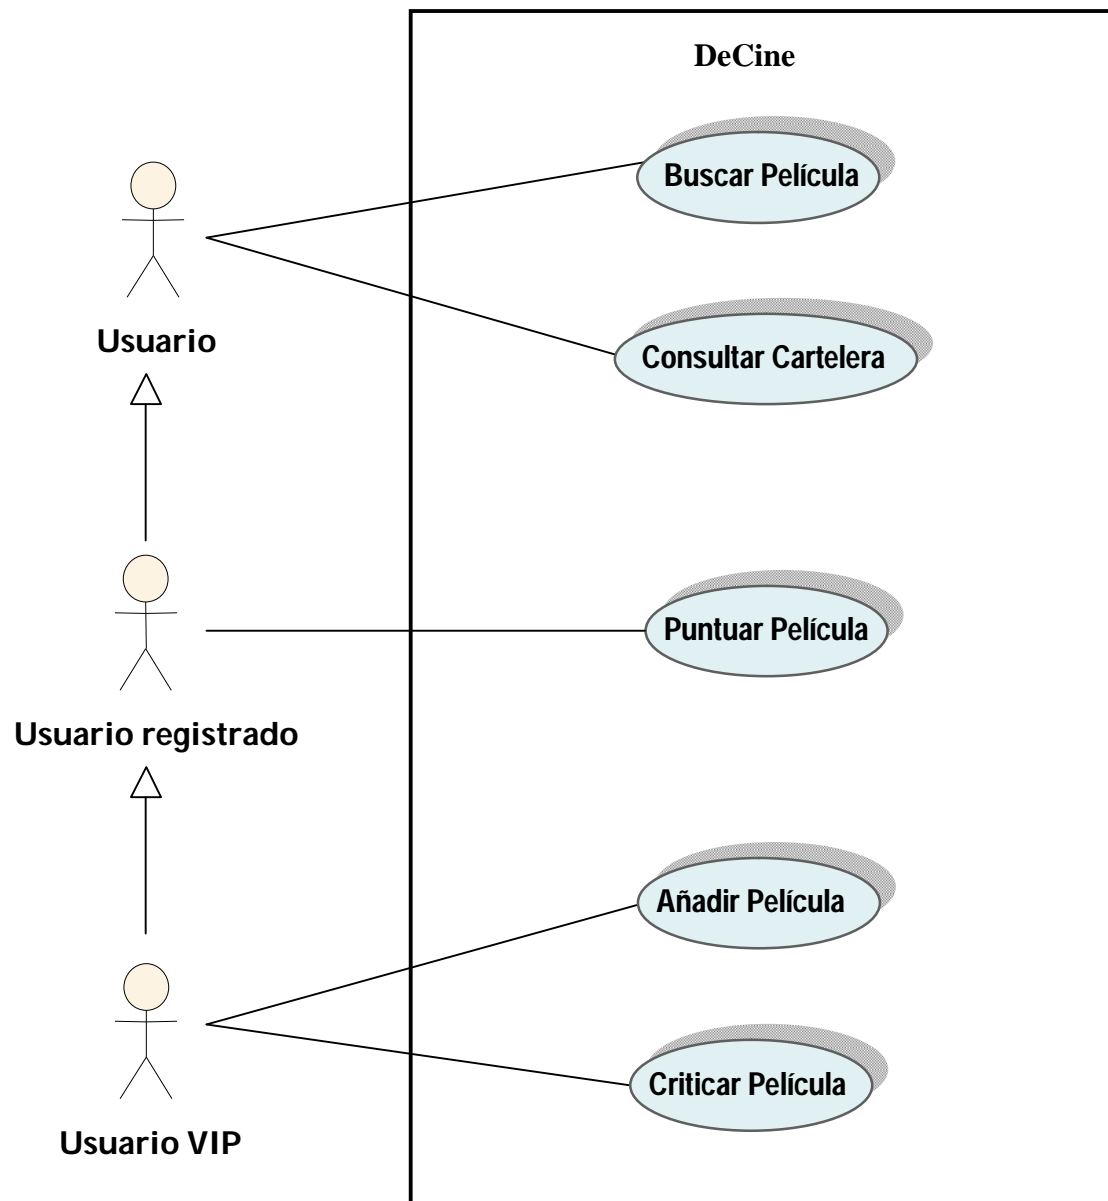 DeCine
Buscar Película
Usuario
Consultar Cartelera
Puntuar Película
Usuario registrado
Añadir Película
Criticar Película
Usuario VIP